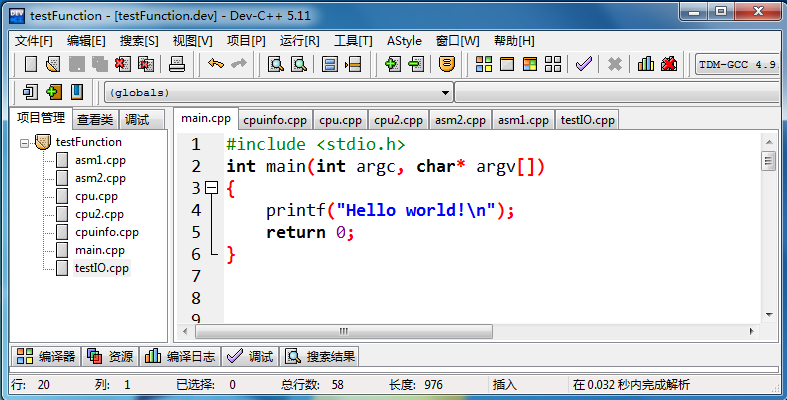 testFunction - [testFunction.dev] - Dev-C++ 5.11
文件[F] 编辑[E] 搜索[S] 视图[V] 项目[P] 运行[R] 工具[T] AStyle 窗口[W] 帮助[H]
TDM-GCC 4.9
(globals)
项目管理 查看类 调试
testFunction
asm1.cpp
asm2.cpp
cpu.cpp
cpu2.cpp
cpuinfo.cpp
main.cpp
testIO.cpp
main.cpp cpuinfo.cpp cpu.cpp cpu2.cpp asm2.cpp asm1.cpp testIO.cpp
1 #include <stdio.h>
2 int main(int argc, char* argv[])
3 {
4 printf("Hello world!\n");
5 return 0;
6 }
7
8
9
编译器 资源 编译日志 调试 搜索结果
行: 20 列: 1 已选择: 0 总行数: 58 长度: 976 插入 在 0.032 秒内完成解析